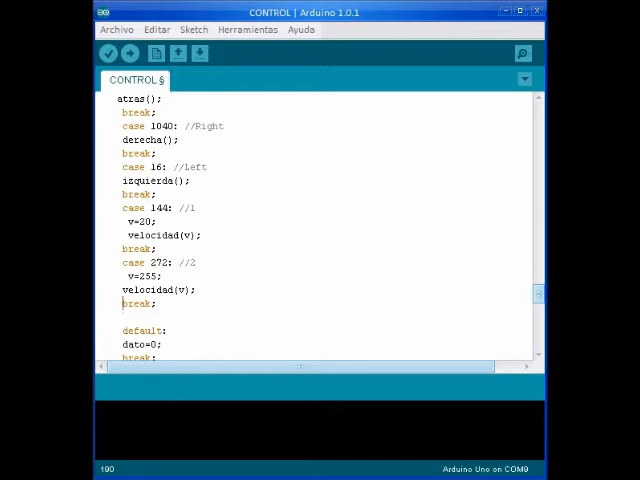 CONTROL | Arduino 1.0.1
Archivo Editar Sketch Herramientas Ayuda
CONTROL §
atras();
break;
case 1040: //Right
derecha();
break;
case 16: //Left
izquierda();
break;
case 144: //1
v=20;
velocidad(v);
break;
case 272: //2
v=255;
velocidad(v);
break;
default:
dato=0;
break;
190 Arduino Uno on COM9